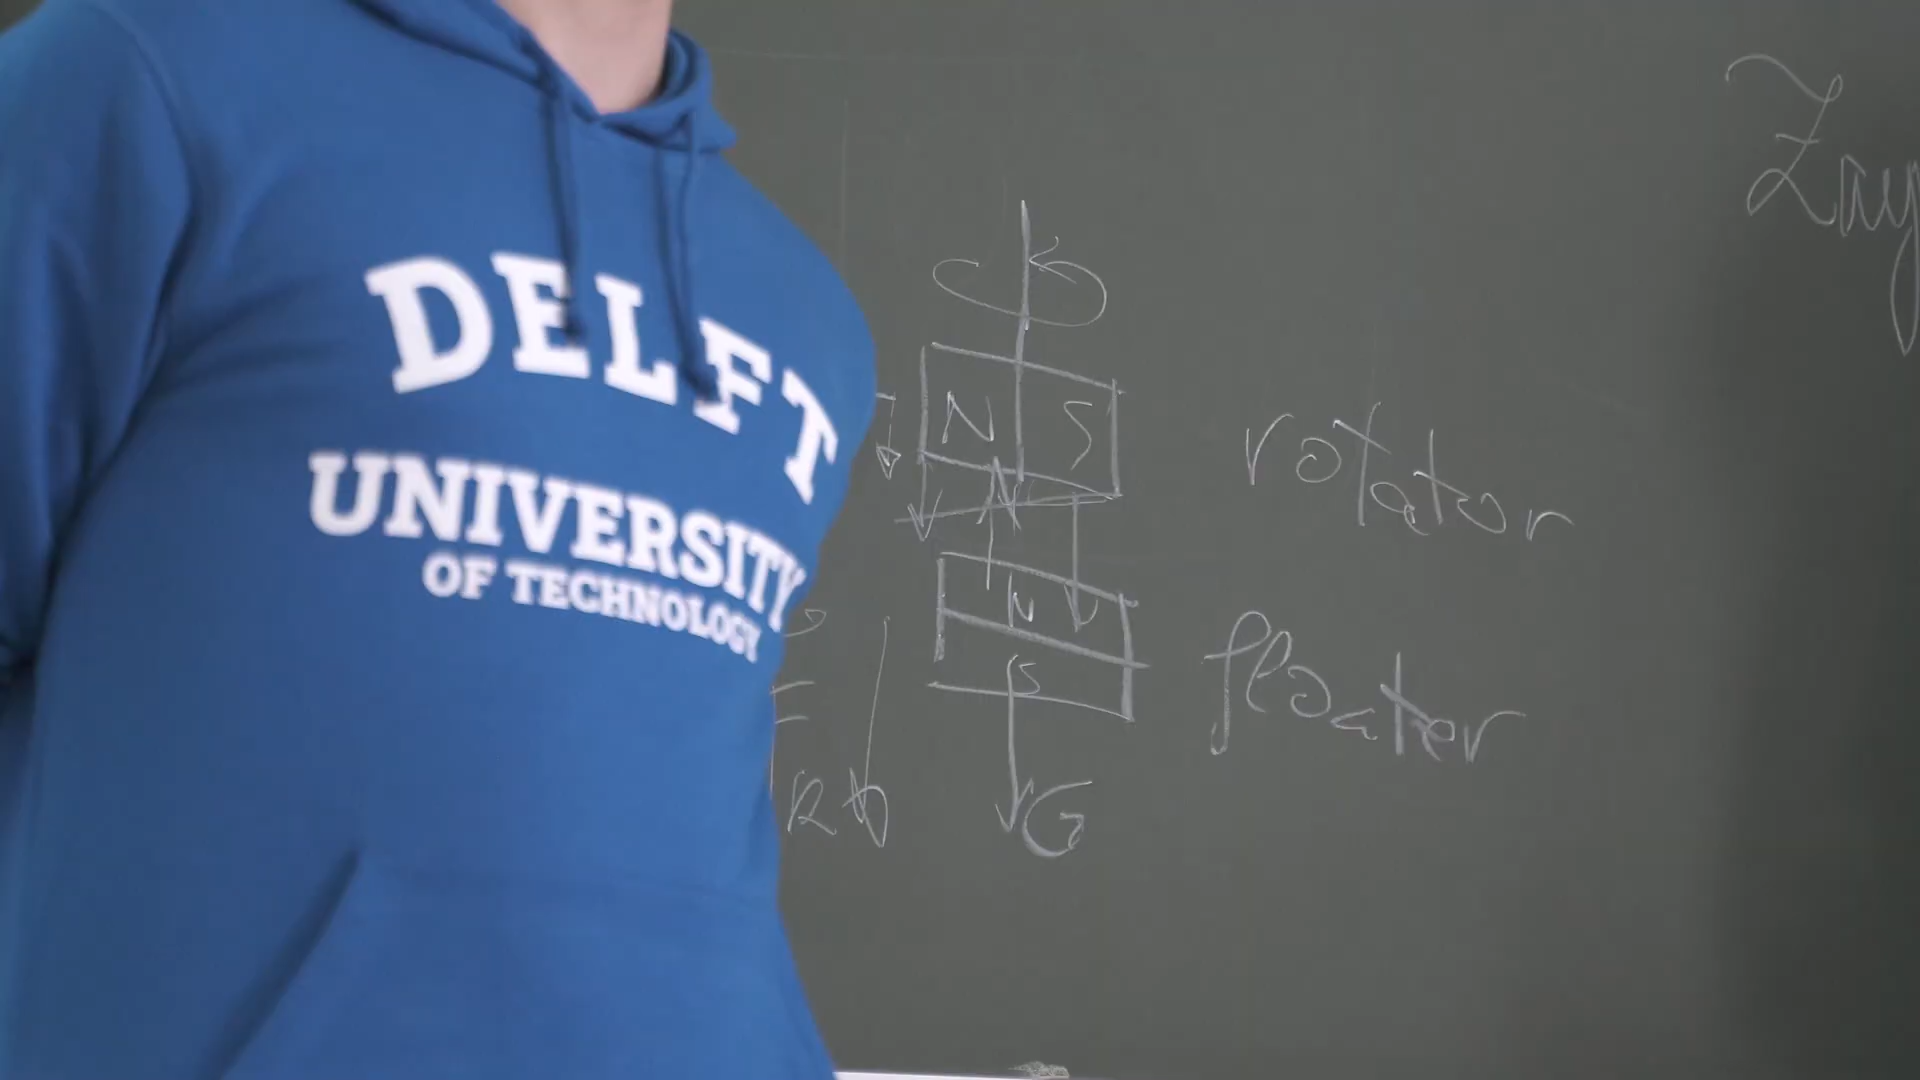 DELFT
UNIVERSITY
OF TECHNOLOGY
N S
N
rotator
N
S
floater
G